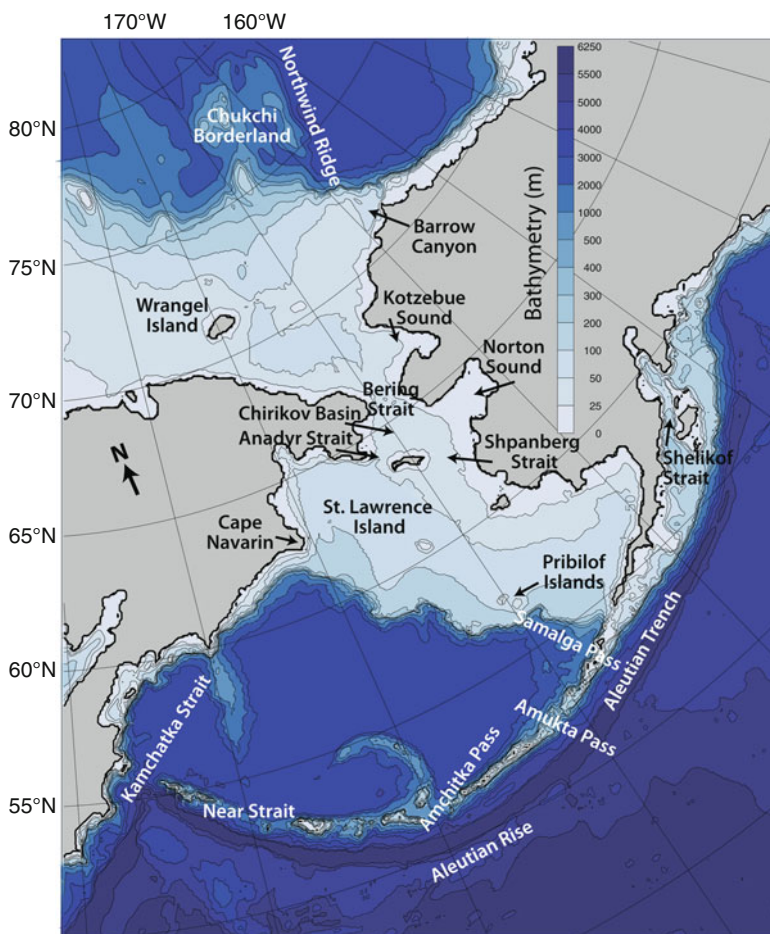 170°W 160°W
80°N
75°N
70°N
65°N
60°N
55°N
Northwind Ridge
Chukchi
Borderland
Barrow
Canyon
Wrangel
Island
Kotzebue
Sound
Norton
Sound
Bering
Strait
Chirikov Basin
Anadyr Strait
Shpanberg
Strait
Shelikof
Strait
N
St. Lawrence
Island
Cape
Navarin
Pribilof
Islands
Samalga Pass
Aleutian Trench
Amukta Pass
Amchitka Pass
Kamchatka Strait
Near Strait
Aleutian Rise
Bathymetry (m)
6250
5500
5000
4000
3000
2000
1000
500
400
300
200
100
50
25
0